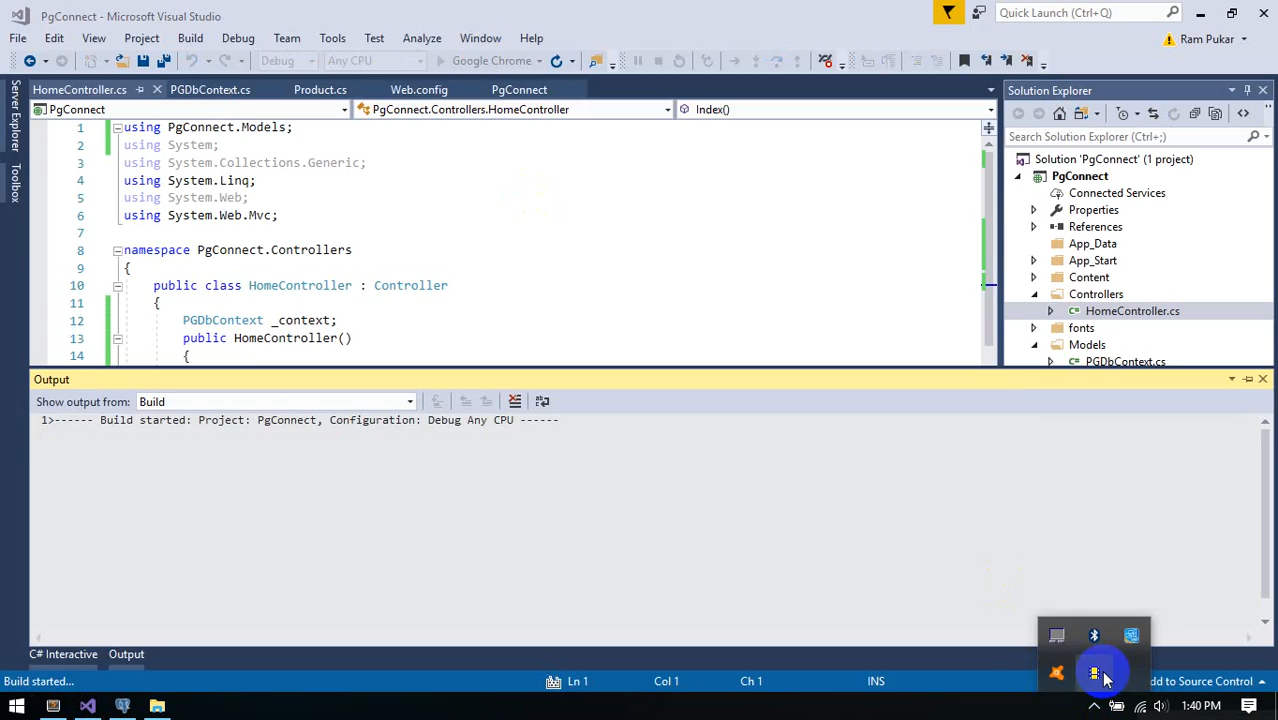 PgConnect - Microsoft Visual Studio
Quick Launch (Ctrl+Q)
File Edit View Project Build Debug Team Tools Test Analyze Window Help
Ram Pukar
Debug Any CPU Google Chrome
Server Explorer
Toolbox
HomeController.cs PGDbContext.cs Product.cs Web.config PgConnect
PgConnect PgConnect.Controllers.HomeController Index()
1 using PgConnect.Models;
2 using System;
3 using System.Collections.Generic;
4 using System.Linq;
5 using System.Web;
6 using System.Web.Mvc;
7
8 namespace PgConnect.Controllers
9 {
10 public class HomeController : Controller
11 {
12 PGDbContext _context;
13 public HomeController()
14 {
Solution Explorer
Search Solution Explorer (Ctrl+;)
Solution 'PgConnect' (1 project)
PgConnect
Connected Services
Properties
References
App_Data
App_Start
Content
Controllers
HomeController.cs
fonts
Models
PGDbContext.cs
Output
Show output from: Build
1>------ Build started: Project: PgConnect, Configuration: Debug Any CPU ------
C# Interactive Output
Build started... Ln 1 Col 1 Ch 1 INS dd to Source Control
1:40 PM